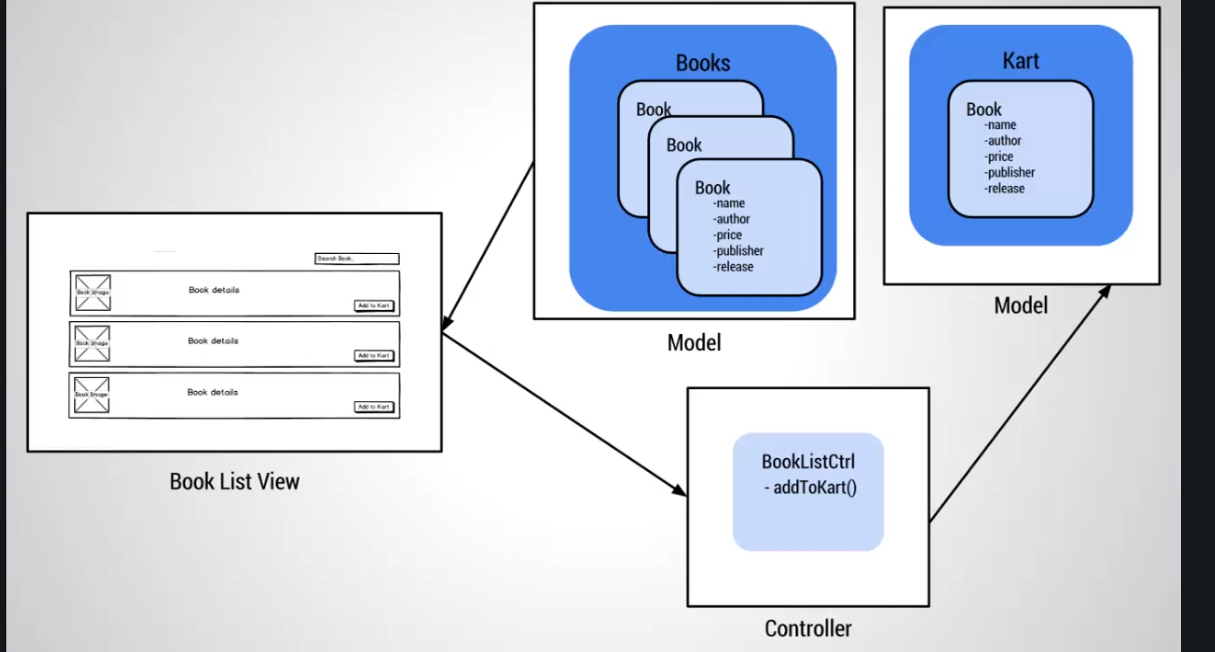 Books
Book
Book
Book
-name
-author
-price
-publisher
-release
Model
Kart
Book
-name
-author
-price
-publisher
-release
Model
Search Book..
Book Image
Book details
Add to Kart
Book Image
Book details
Add to Kart
Book Image
Book details
Add to Kart
Book List View
BookListCtrl
- addToKart()
Controller